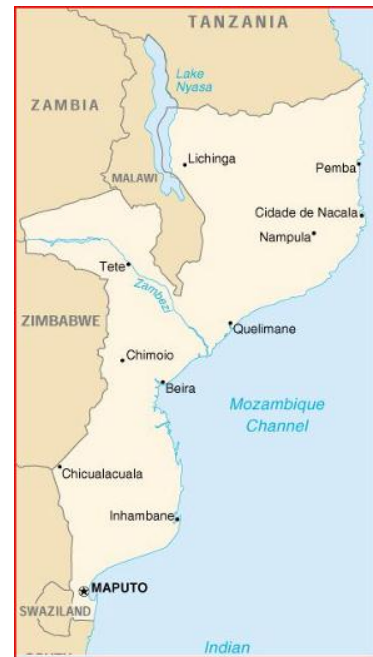 TANZANIA
Lake
Nyasa
ZAMBIA
Lichinga
MALAWI
Pemba
Cidade de Nacala
Nampula
Tete
Zambezi
ZIMBABWE
Quelimane
Chimoio
Beira
Mozambique
Channel
Chicualacuala
Inhambane
MAPUTO
SWAZILAND
Indian